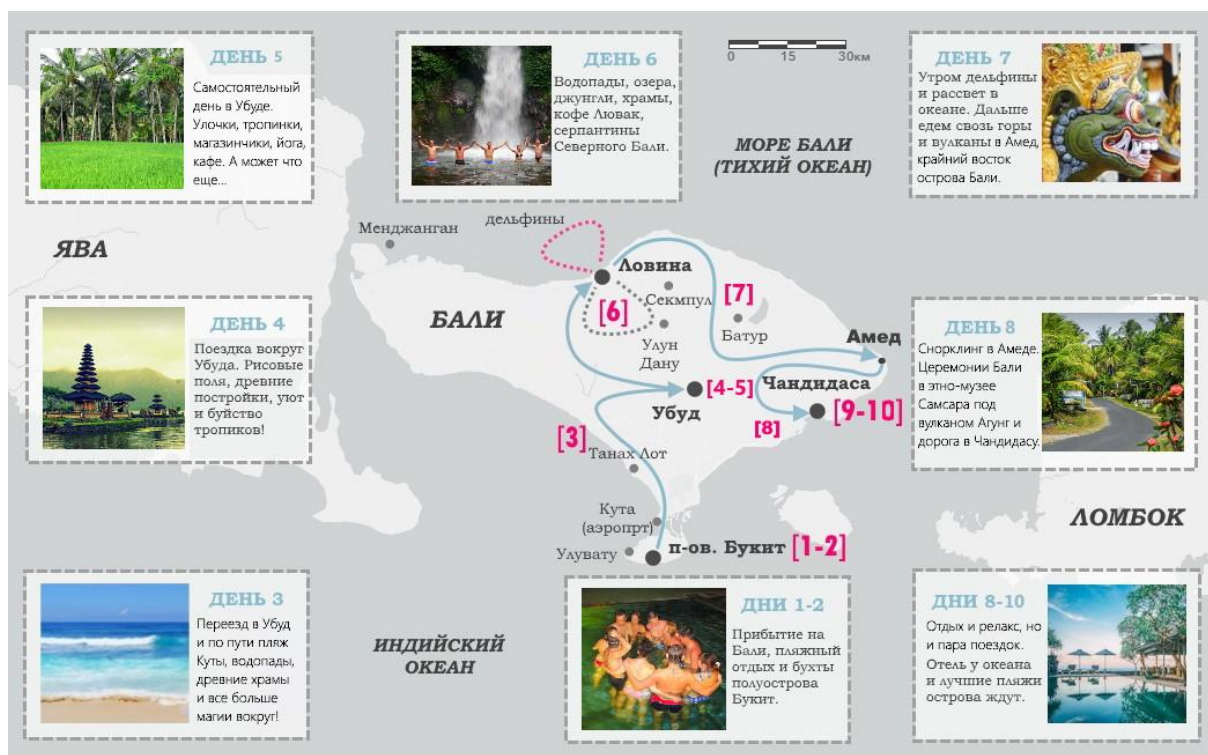 ДЕНЬ 5
Самостоятельный
день в Убуде.
Улочки, тропинки,
магазинчики, йога,
кафе. А может что
еще...
ДЕНЬ 6
Водопады, озера,
джунгли, храмы,
кофе Лювак,
серпантины
Северного Бали.
0 15 30км
ДЕНЬ 7
Утром дельфины
и рассвет в
океане. Дальше
едем свозь горы
и вулканы в Амед,
крайний восток
острова Бали.
МОРЕ БАЛИ
(ТИХИЙ ОКЕАН)
ЯВА
Менджанган
дельфины
Ловина
[6]
Секмпул
[7]
БАЛИ
Улун
Дану
Батур
Амед
Чандидаса
[4-5]
Убуд
[9-10]
[8]
[3]
Танах Лот
Кута
(аэропрт)
Улувату
п-ов. Букит [1-2]
ДЕНЬ 4
Поездка вокруг
Убуда. Рисовые
поля, древние
постройки, уют
и буйство
тропиков!
ДЕНЬ 8
Снорклинг в Амеде.
Церемонии Бали
в этно-музее
Самсара под
вулканом Агунг и
дорога в Чандидасу.
ЛОМБОК
ДЕНЬ 3
Переезд в Убуд
и по пути пляж
Куты, водопады,
древние храмы
и все больше
магии вокруг!
ИНДИЙСКИЙ
ОКЕАН
ДНИ 1-2
Прибытие на
Бали, пляжный
отдых и бухты
полуострова
Букит.
ДНИ 8-10
Отдых и релакс, но
и пара поездок.
Отель у океана
и лучшие пляжи
острова ждут.